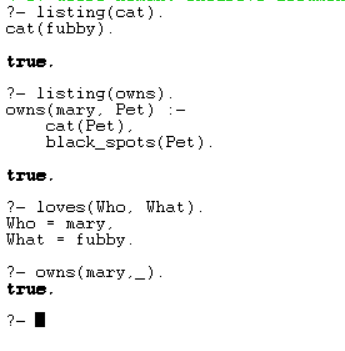 ?- listing(cat).
cat(fubby).
true.
?- listing(owns).
owns(mary, Pet) :-
    cat(Pet),
    black_spots(Pet).
true.
?- loves(Who, What).
Who = mary,
What = fubby.
?- owns(mary,_).
true.
?-